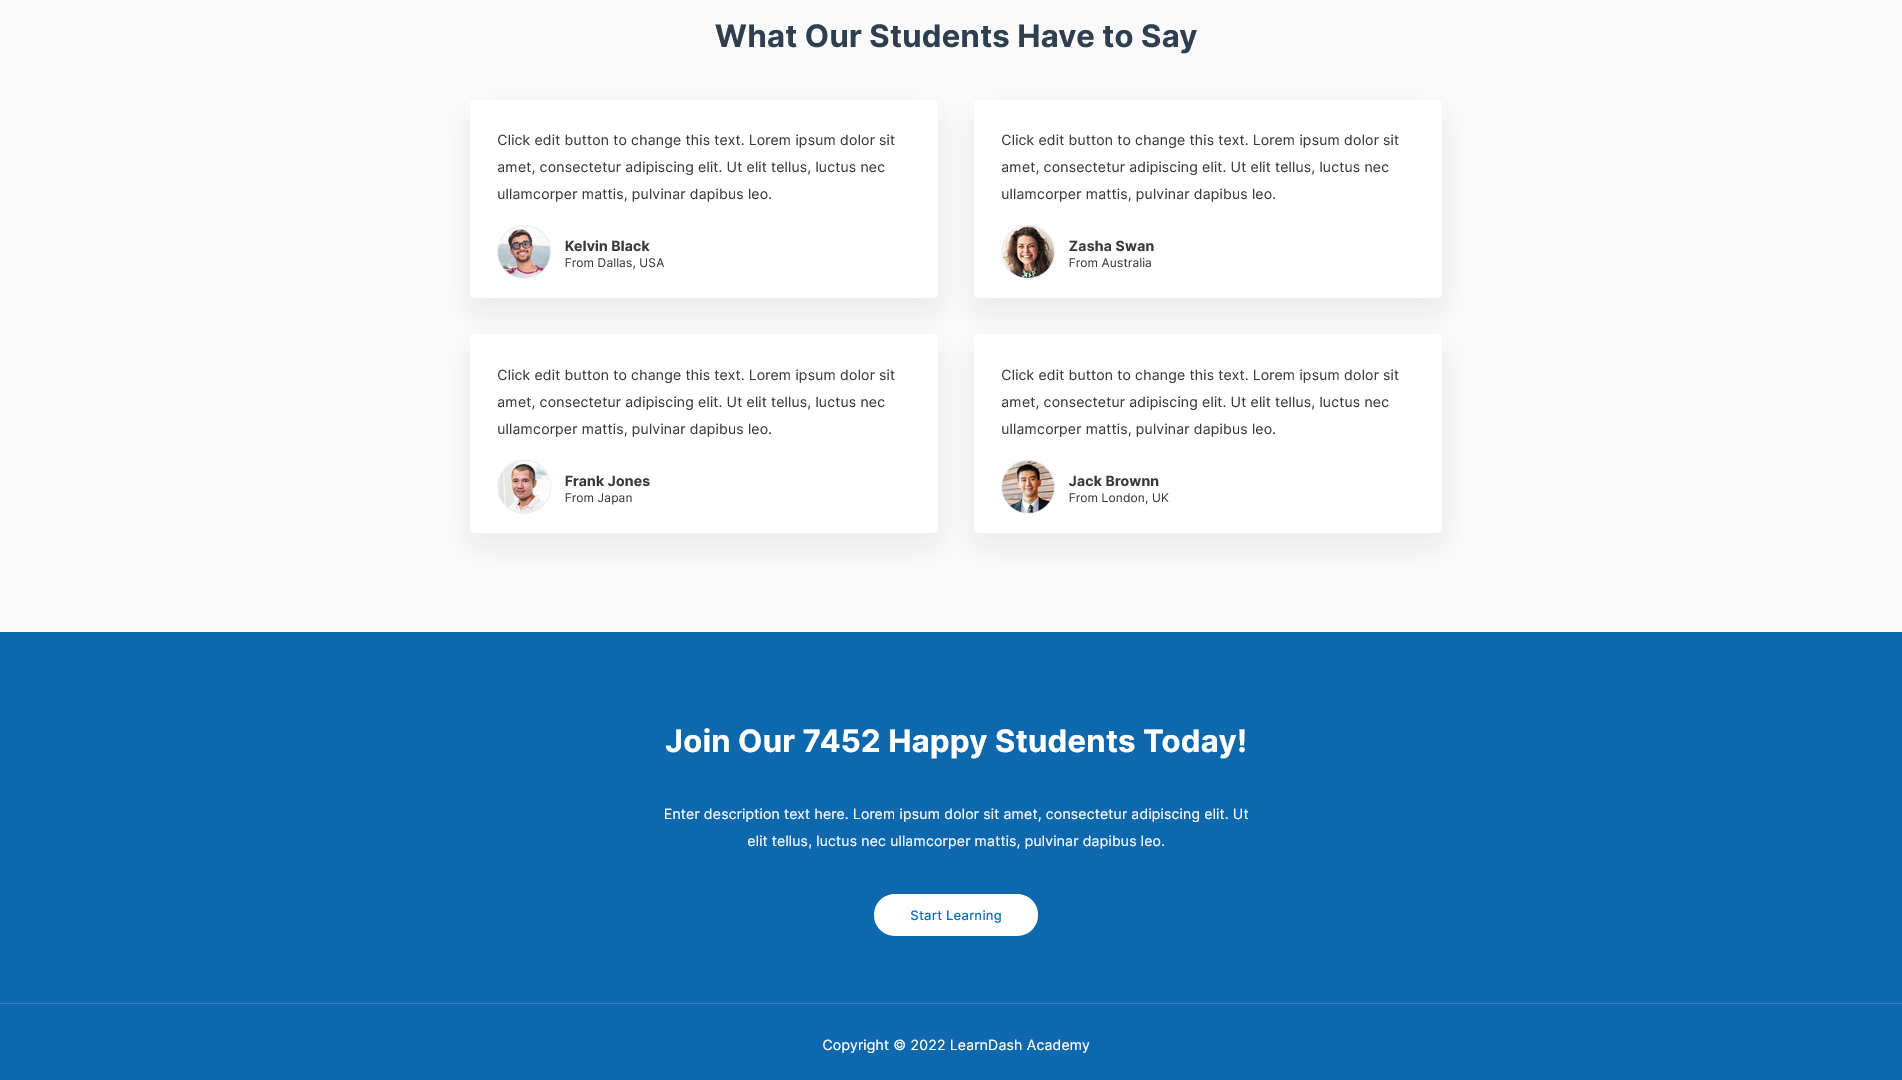 What Our Students Have to Say
Click edit button to change this text. Lorem ipsum dolor sit
amet, consectetur adipiscing elit. Ut elit tellus, luctus nec
ullamcorper mattis, pulvinar dapibus leo.
Kelvin Black
From Dallas, USA
Click edit button to change this text. Lorem ipsum dolor sit
amet, consectetur adipiscing elit. Ut elit tellus, luctus nec
ullamcorper mattis, pulvinar dapibus leo.
Zasha Swan
From Australia
Click edit button to change this text. Lorem ipsum dolor sit
amet, consectetur adipiscing elit. Ut elit tellus, luctus nec
ullamcorper mattis, pulvinar dapibus leo.
Frank Jones
From Japan
Click edit button to change this text. Lorem ipsum dolor sit
amet, consectetur adipiscing elit. Ut elit tellus, luctus nec
ullamcorper mattis, pulvinar dapibus leo.
Jack Brownn
From London, UK
Join Our 7452 Happy Students Today!
Enter description text here. Lorem ipsum dolor sit amet, consectetur adipiscing elit. Ut
elit tellus, luctus nec ullamcorper mattis, pulvinar dapibus leo.
Start Learning
Copyright © 2022 LearnDash Academy